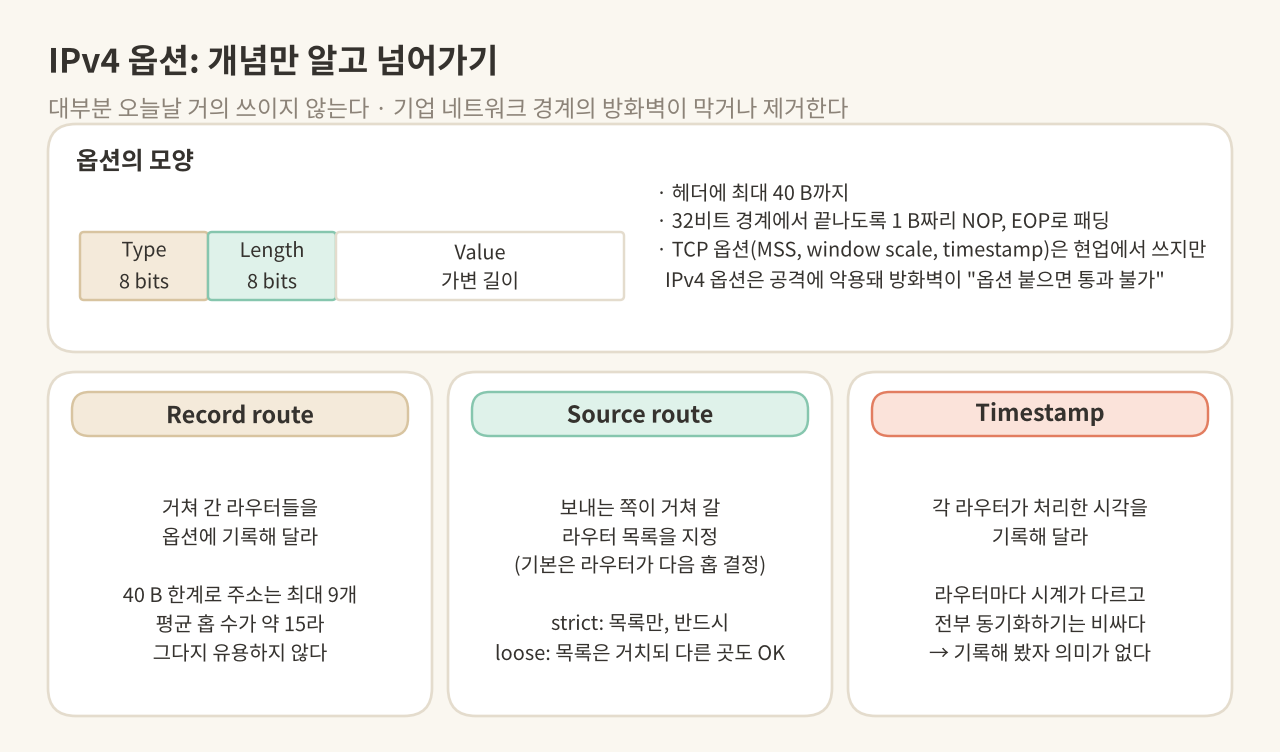 IPv4 옵션: 개념만 알고 넘어가기
대부분 오늘날 거의 쓰이지 않는다 · 기업 네트워크 경계의 방화벽이 막거나 제거한다
옵션의 모양
Type
8 bits
Length
8 bits
Value
가변 길이
· 헤더에 최대 40 B까지
· 32비트 경계에서 끝나도록 1 B짜리 NOP, EOP로 패딩
· TCP 옵션(MSS, window scale, timestamp)은 현업에서 쓰지만
IPv4 옵션은 공격에 악용돼 방화벽이 "옵션 붙으면 통과 불가"
Record route
거쳐 간 라우터들을
옵션에 기록해 달라
40 B 한계로 주소는 최대 9개
평균 홉 수가 약 15라
그다지 유용하지 않다
Source route
보내는 쪽이 거쳐 갈
라우터 목록을 지정
(기본은 라우터가 다음 홉 결정)
strict: 목록만, 반드시
loose: 목록은 거치되 다른 곳도 OK
Timestamp
각 라우터가 처리한 시각을
기록해 달라
라우터마다 시계가 다르고
전부 동기화하기는 비싸다
→ 기록해 봤자 의미가 없다